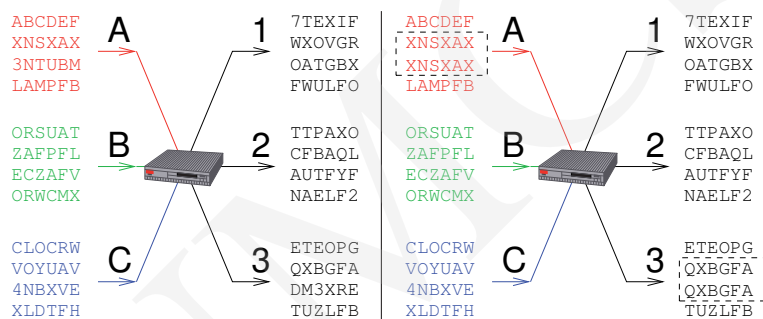 ABCDEF
XNSXAX
3NTUBM
LAMPFB
A
1
7TEXIF
WXOVGR
OATGBX
FWULFO
ORSUAT
ZAFPFL
ECZAFV
ORWCMX
B
2
TTPAXO
CFBAQL
AUTFYF
NAELF2
CLOCRW
VOYUAV
4NBXVE
XLDTFH
C
3
ETEOPG
QXBGFA
DM3XRE
TUZLFB
ABCDEF
XNSXAX
XNSXAX
LAMPFB
A
1
7TEXIF
WXOVGR
OATGBX
FWULFO
ORSUAT
ZAFPFL
ECZAFV
ORWCMX
B
2
TTPAXO
CFBAQL
AUTFYF
NAELF2
CLOCRW
VOYUAV
4NBXVE
XLDTFH
C
3
ETEOPG
QXBGFA
QXBGFA
TUZLFB